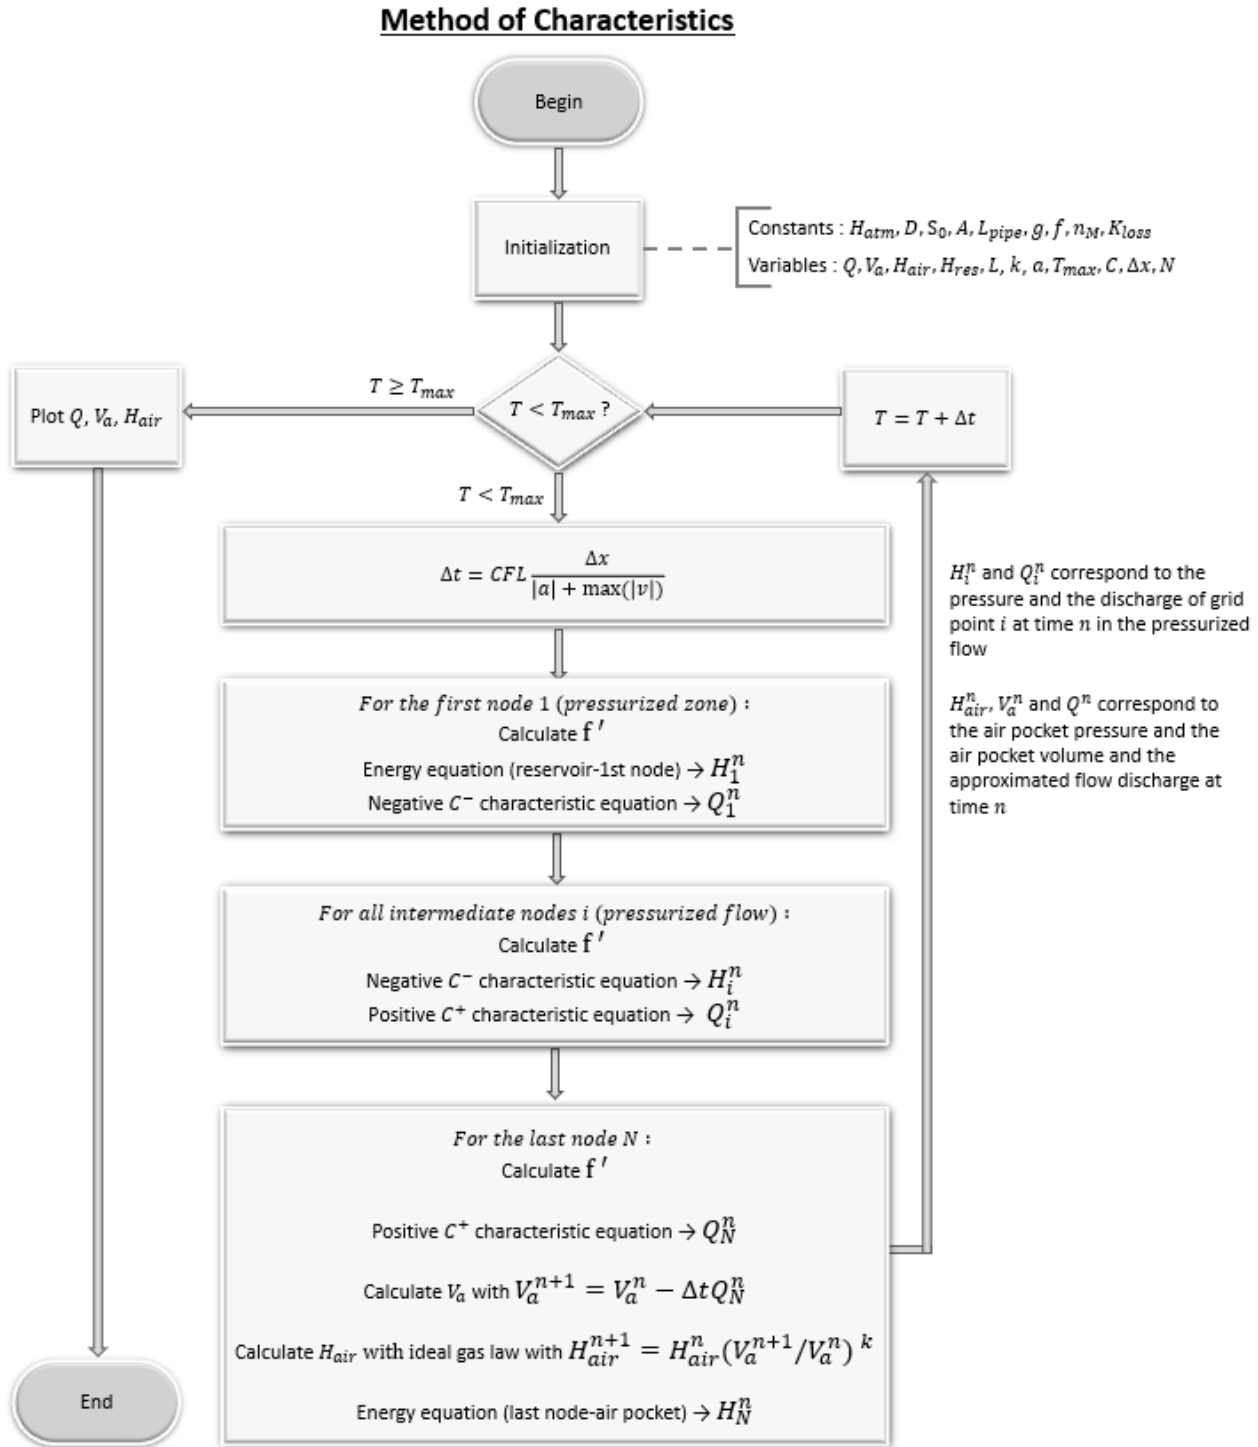 Method of Characteristics
Begin
Initialization
Constants : H_atm, D, S_0, A, L_pipe, g, f, n_M, K_loss
Variables : Q, V_a, H_air, H_res, L, k, a, T_max, C, Δx, N
T ≥ T_max
Plot Q, V_a, H_air
T < T_max ?
T = T + Δt
T < T_max
Δt = CFL Δx / (|a| + max(|v|))
H_i^n and Q_i^n correspond to the
pressure and the discharge of grid
point i at time n in the pressurized
flow
H_air^n, V_a^n and Q^n correspond to
the air pocket pressure and the
air pocket volume and the
approximated flow discharge at
time n
For the first node 1 (pressurized zone) :
Calculate f ′
Energy equation (reservoir-1st node) → H_1^n
Negative C^− characteristic equation → Q_1^n
For all intermediate nodes i (pressurized flow) :
Calculate f ′
Negative C^− characteristic equation → H_i^n
Positive C^+ characteristic equation → Q_i^n
For the last node N :
Calculate f ′
Positive C^+ characteristic equation → Q_N^n
Calculate V_a with V_a^{n+1} = V_a^n − ΔtQ_N^n
Calculate H_air with ideal gas law with H_air^{n+1} = H_air^n(V_a^{n+1}/V_a^n)^k
Energy equation (last node-air pocket) → H_N^n
End